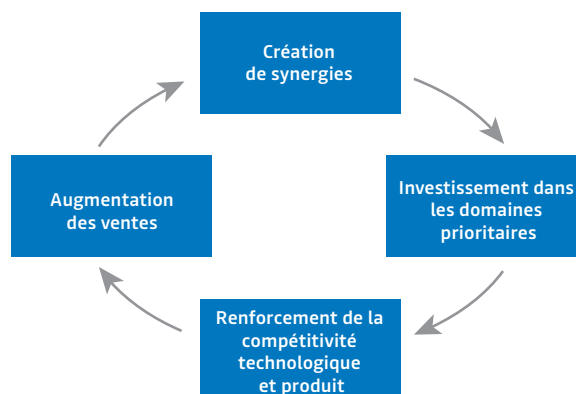 Création
de synergies
Investissement dans
les domaines
prioritaires
Renforcement de la
compétitivité
technologique
et produit
Augmentation
des ventes